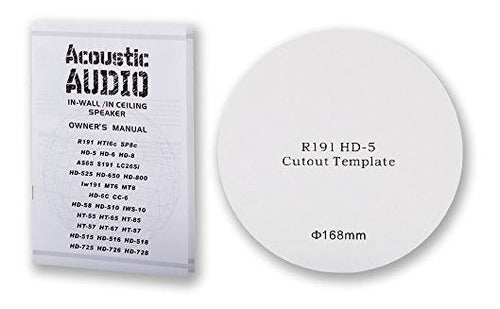 Acoustic
AUDIO
IN-WALL/IN CEILING
SPEAKER
OWNER'S MANUAL
R191 HTI6c SP8c
HD-5 HD-6 HD-8
AS6S S191 LC265i
HD-525 HD-650 HD-800
Iw191 MT6 MT8
HD-6C CC-6
HD-S8 HD-S10 IWS-10
HT-55 HT-65 HT-85
HT-57 HT-67 HT-87
HD-515 HD-516 HD-518
HD-725 HD-726 HD-728
R191 HD-5
Cutout Template
Φ168mm